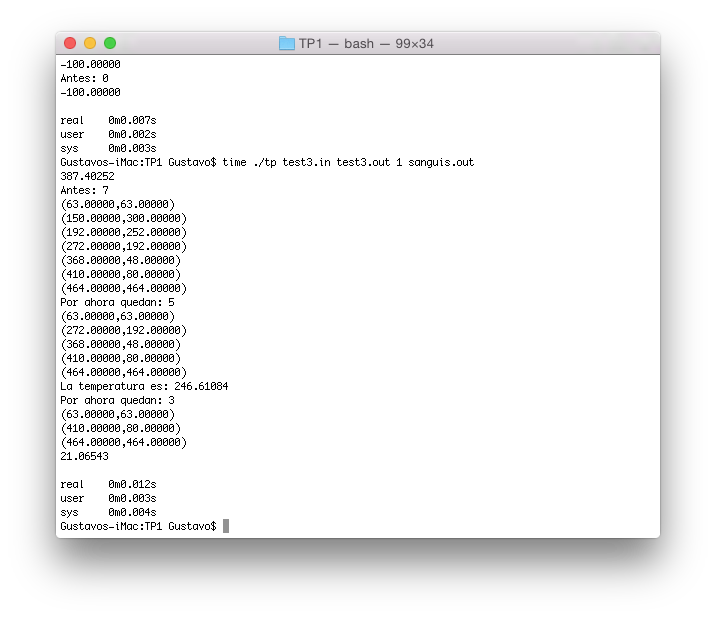 TP1 — bash — 99×34
-100.00000
Antes: 0
-100.00000
real    0m0.007s
user    0m0.002s
sys     0m0.003s
Gustavos-iMac:TP1 Gustavo$ time ./tp test3.in test3.out 1 sanguis.out
387.40252
Antes: 7
(63.00000,63.00000)
(150.00000,300.00000)
(192.00000,252.00000)
(272.00000,192.00000)
(368.00000,48.00000)
(410.00000,80.00000)
(464.00000,464.00000)
Por ahora quedan: 5
(63.00000,63.00000)
(272.00000,192.00000)
(368.00000,48.00000)
(410.00000,80.00000)
(464.00000,464.00000)
La temperatura es: 246.61084
Por ahora quedan: 3
(63.00000,63.00000)
(410.00000,80.00000)
(464.00000,464.00000)
21.06543
real    0m0.012s
user    0m0.003s
sys     0m0.004s
Gustavos-iMac:TP1 Gustavo$